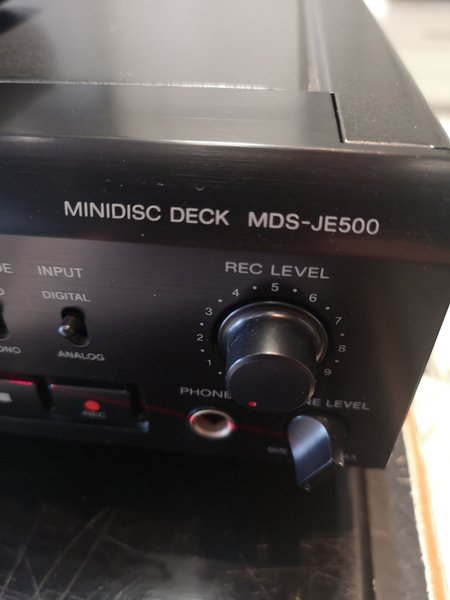 MINIDISC DECK MDS-JE500
INPUT
DIGITAL
ANALOG
REC LEVEL
1
2
3
4
5
6
7
8
9
REC
LEVEL
MIN